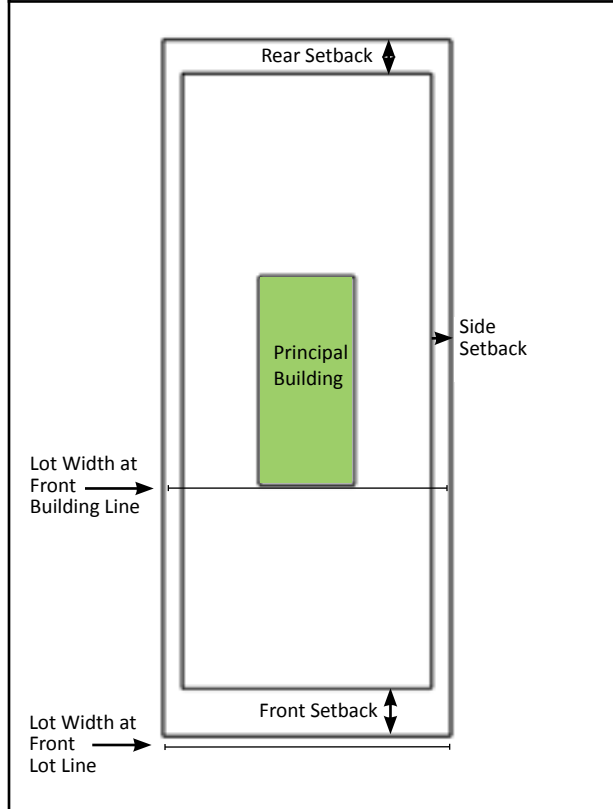 Rear Setback
Principal
Building
Side
Setback
Lot Width at
Front
Building Line
Front Setback
Lot Width at
Front
Lot Line